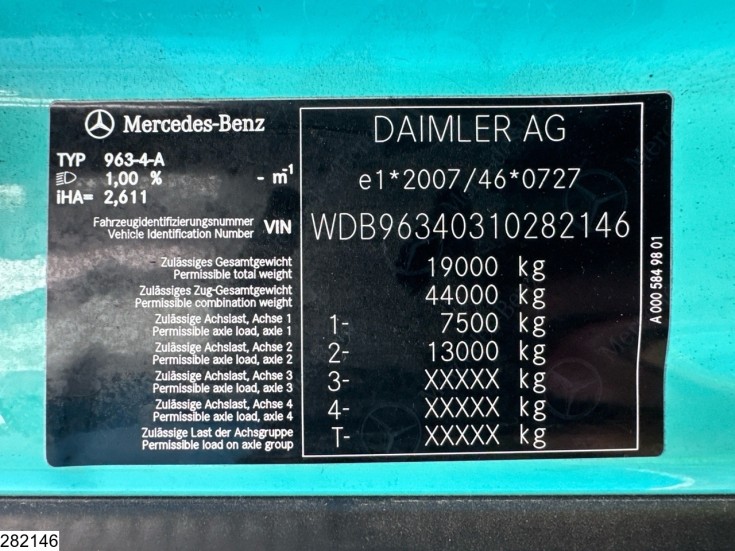 Mercedes-Benz
DAIMLER AG
TYP 963-4-A
1,00 % - m¹
iHA= 2,611
e1*2007/46*0727
Fahrzeugidentifizierungsnummer
Vehicle Identification Number VIN WDB96340310282146
Zulässiges Gesamtgewicht
Permissible total weight 19000 kg
Zulässiges Zug-Gesamtgewicht
Permissible combination weight 44000 kg
Zulässige Achslast, Achse 1
Permissible axle load, axle 1 1- 7500 kg
Zulässige Achslast, Achse 2
Permissible axle load, axle 2 2- 13000 kg
Zulässige Achslast, Achse 3
Permissible axle load, axle 3 3- XXXXX kg
Zulässige Achslast, Achse 4
Permissible axle load, axle 4 4- XXXXX kg
Zulässige Last der Achsgruppe
Permissible load on axle group T- XXXXX kg
A 000 584 98 01
282146